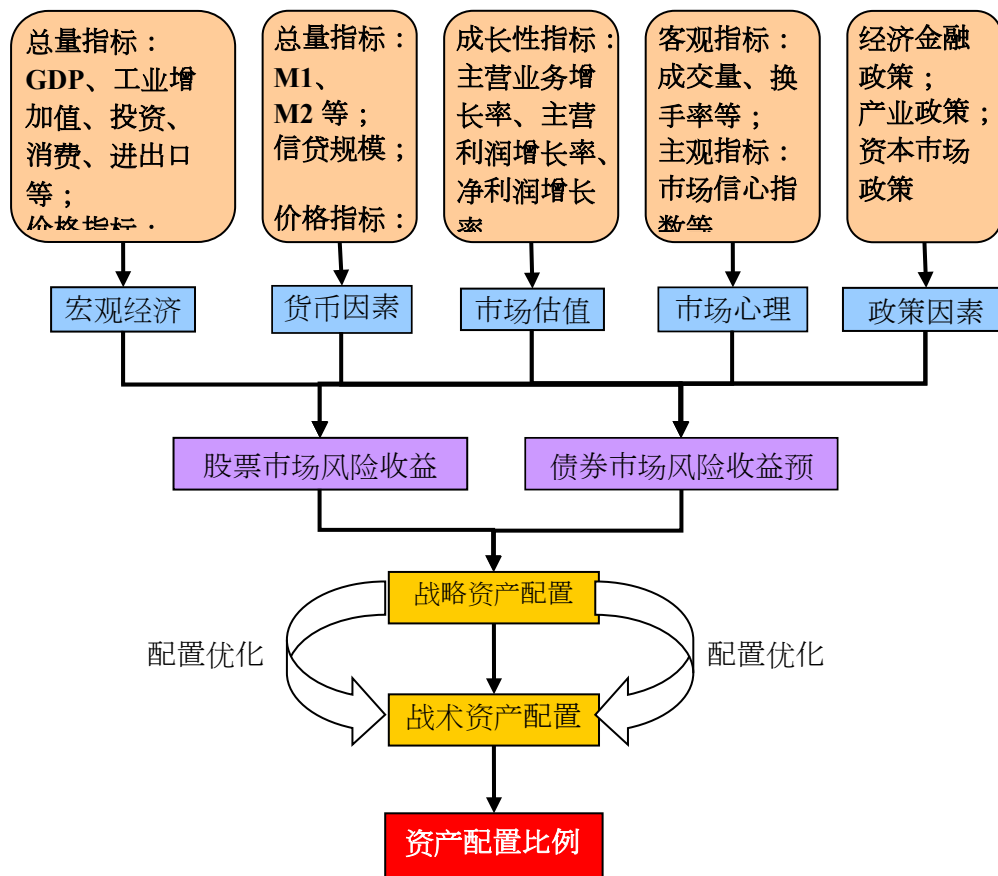 总量指标：
GDP、工业增
加值、投资、
消费、进出口
等；
价格指标：
总量指标：
M1、
M2 等；
信贷规模；
价格指标：
成长性指标：
主营业务增
长率、主营
利润增长率、
净利润增长
率
客观指标：
成交量、换
手率等；
主观指标：
市场信心指
数等
经济金融
政策；
产业政策；
资本市场
政策
宏观经济
货币因素
市场估值
市场心理
政策因素
股票市场风险收益
债券市场风险收益预
战略资产配置
配置优化
配置优化
战术资产配置
资产配置比例